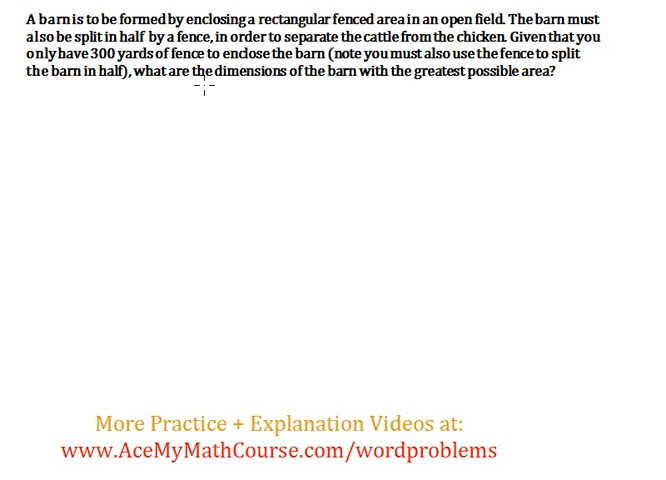 A barn is to be formed by enclosing a rectangular fenced area in an open field. The barn must
also be split in half by a fence, in order to separate the cattle from the chicken. Given that you
only have 300 yards of fence to enclose the barn (note you must also use the fence to split
the barn in half), what are the dimensions of the barn with the greatest possible area?
More Practice + Explanation Videos at:
www.AceMyMathCourse.com/wordproblems